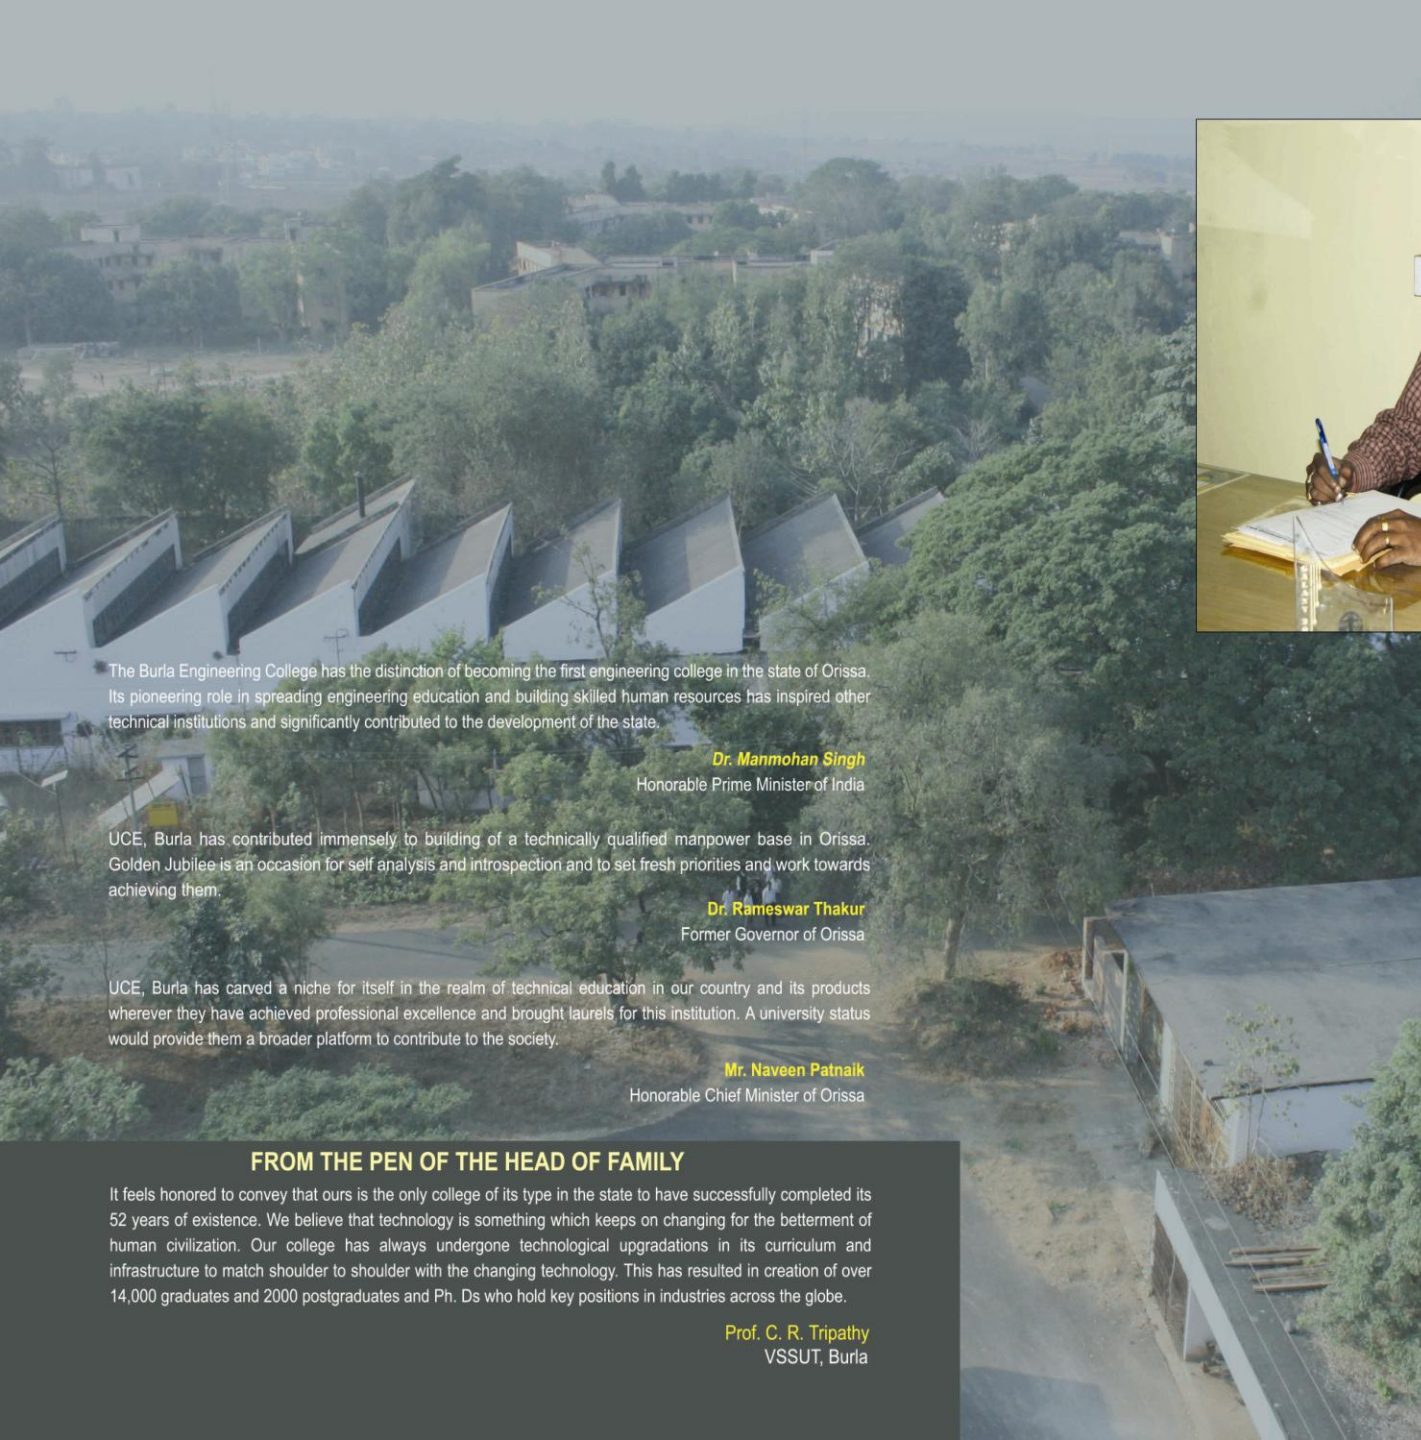 The Burla Engineering College has the distinction of becoming the first engineering college in the state of Orissa.
Its pioneering role in spreading engineering education and building skilled human resources has inspired other
technical institutions and significantly contributed to the development of the state.
Dr. Manmohan Singh
Honorable Prime Minister of India
UCE, Burla has contributed immensely to building of a technically qualified manpower base in Orissa.
Golden Jubilee is an occasion for self analysis and introspection and to set fresh priorities and work towards
achieving them.
Dr. Rameswar Thakur
Former Governor of Orissa
UCE, Burla has carved a niche for itself in the realm of technical education in our country and its products
wherever they have achieved professional excellence and brought laurels for this institution. A university status
would provide them a broader platform to contribute to the society.
Mr. Naveen Patnaik
Honorable Chief Minister of Orissa
FROM THE PEN OF THE HEAD OF FAMILY
It feels honored to convey that ours is the only college of its type in the state to have successfully completed its
52 years of existence. We believe that technology is something which keeps on changing for the betterment of
human civilization. Our college has always undergone technological upgradations in its curriculum and
infrastructure to match shoulder to shoulder with the changing technology. This has resulted in creation of over
14,000 graduates and 2000 postgraduates and Ph. Ds who hold key positions in industries across the globe.
Prof. C. R. Tripathy
VSSUT, Burla